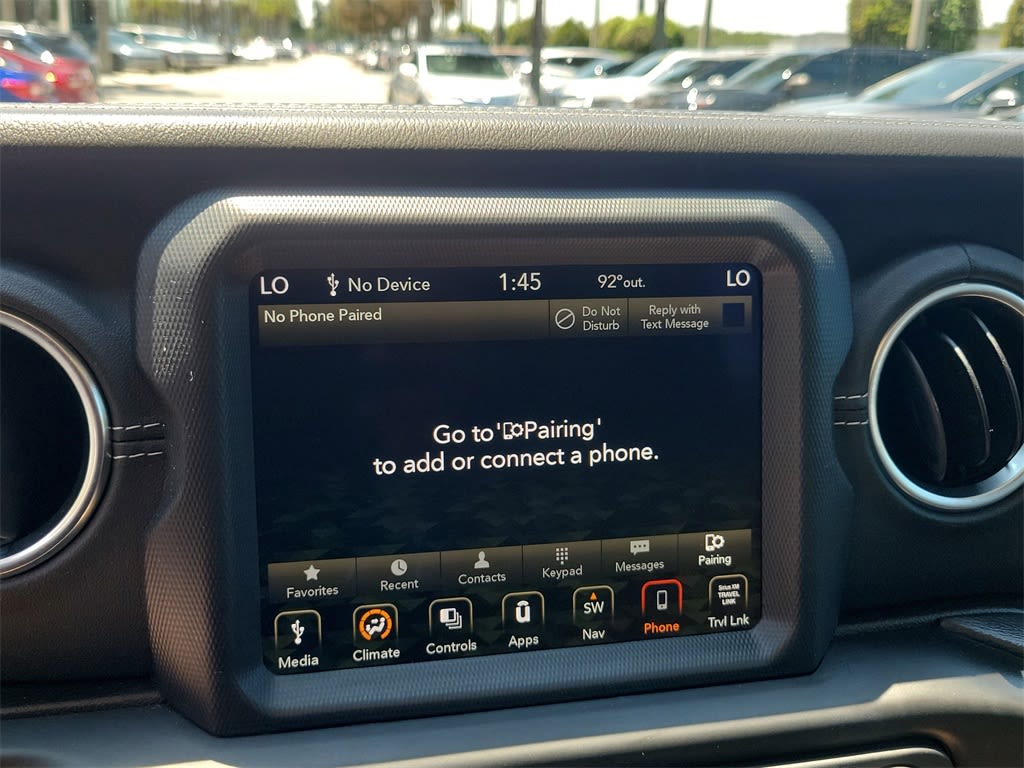 LO No Device 1:45 92°out. LO
No Phone Paired
Do Not
Disturb
Reply with
Text Message
Go to 'Pairing'
to add or connect a phone.
Favorites Recent Contacts Keypad Messages Pairing
SW
SiriusXM
TRAVEL
LINK
Media Climate Controls Apps Nav Phone Trvl Lnk